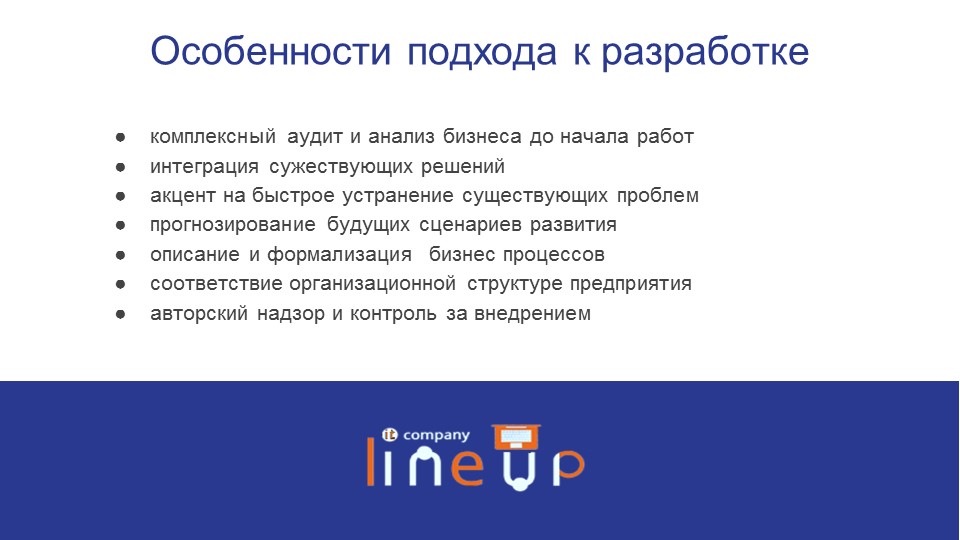 Особенности подхода к разработке
● комплексный аудит и анализ бизнеса до начала работ
● интеграция сужествующих решений
● акцент на быстрое устранение существующих проблем
● прогнозирование будущих сценариев развития
● описание и формализация бизнес процессов
● соответствие организационной структуре предприятия
● авторский надзор и контроль за внедрением
it company
line up